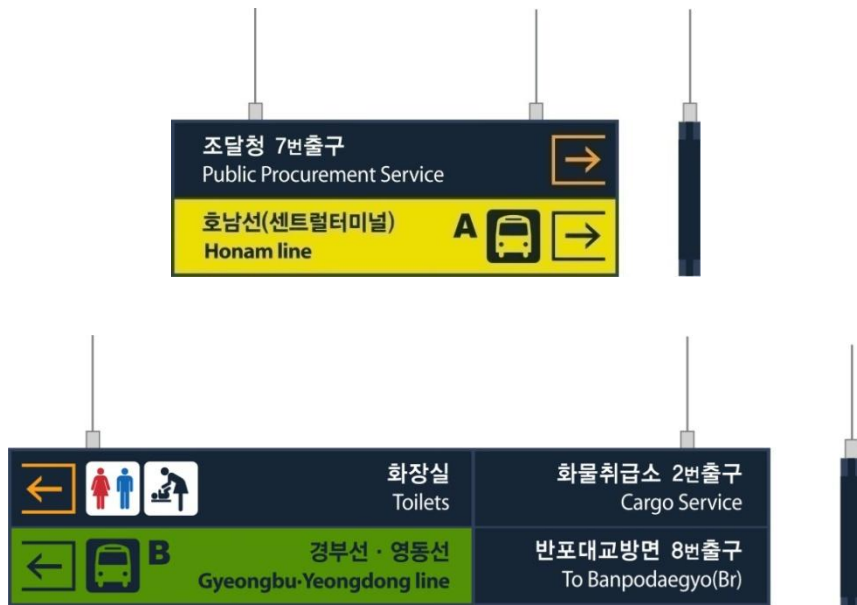 조달청 7번출구
Public Procurement Service
호남선(센트럴터미널)
Honam line
A
화장실
Toilets
화물취급소 2번출구
Cargo Service
B
경부선 · 영동선
Gyeongbu·Yeongdong line
반포대교방면 8번출구
To Banpodaegyo(Br)